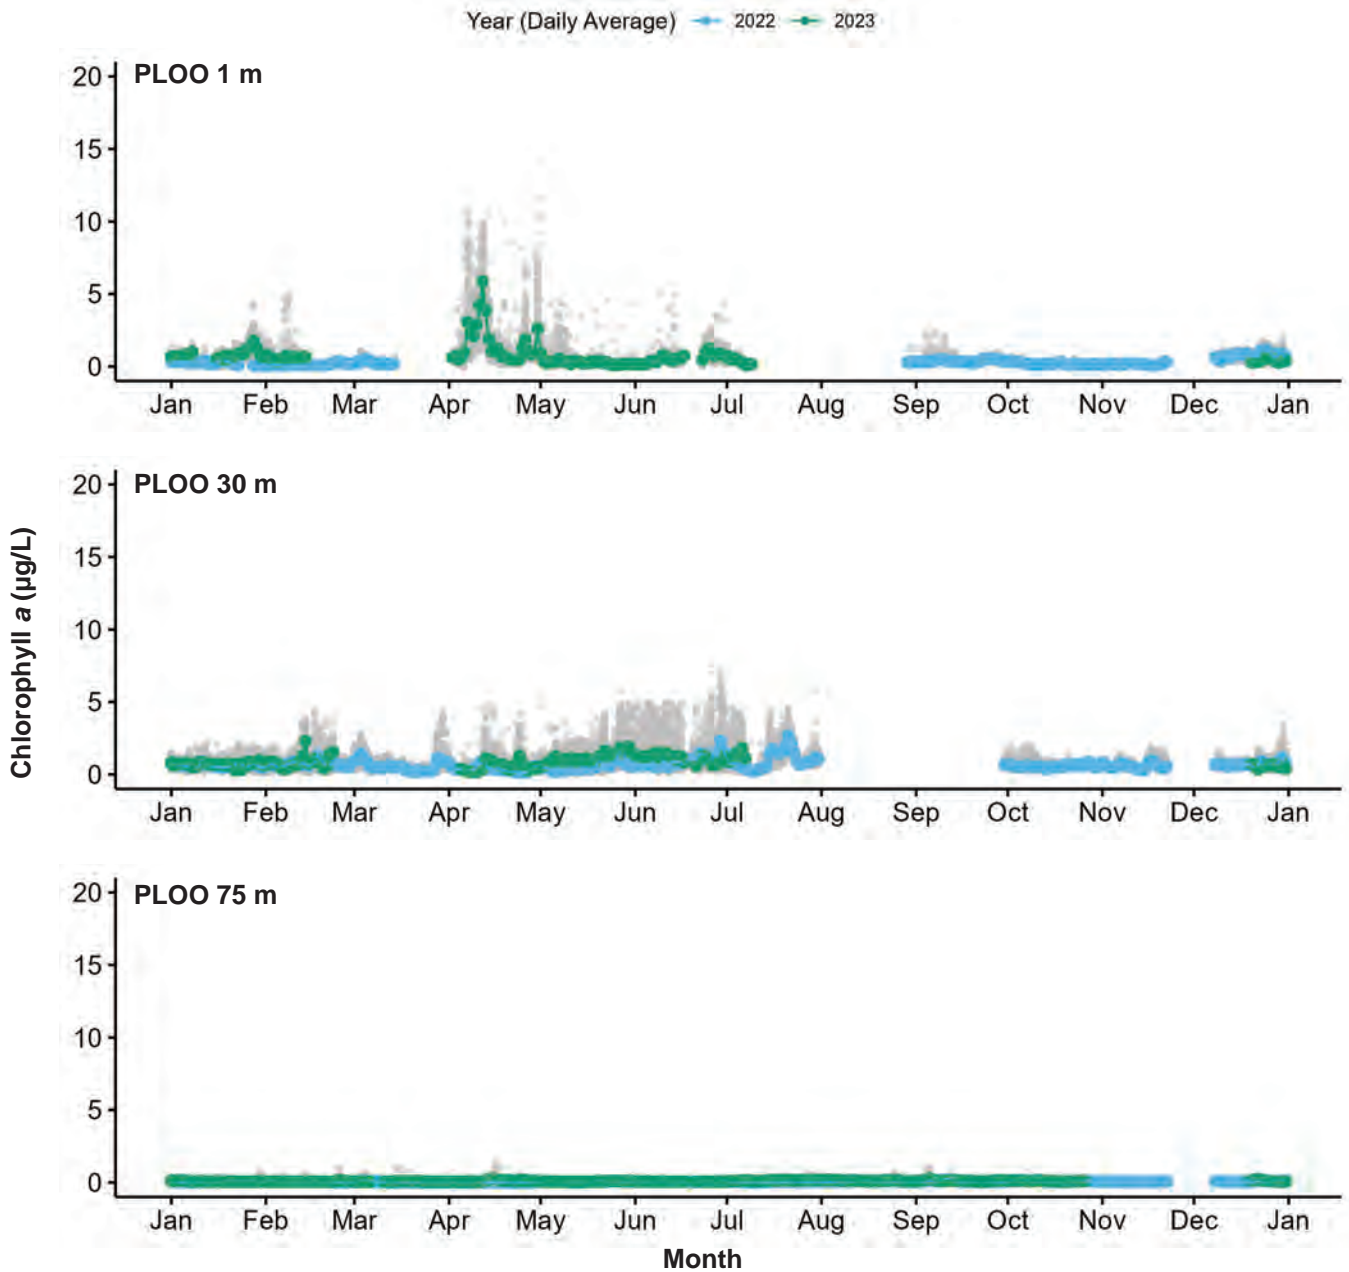 Year (Daily Average) 2022 2023
PLOO 1 m
20
15
10
5
0
Jan Feb Mar Apr May Jun Jul Aug Sep Oct Nov Dec Jan
PLOO 30 m
20
15
10
5
0
Jan Feb Mar Apr May Jun Jul Aug Sep Oct Nov Dec Jan
Chlorophyll a (µg/L)
PLOO 75 m
20
15
10
5
0
Jan Feb Mar Apr May Jun Jul Aug Sep Oct Nov Dec Jan
Month